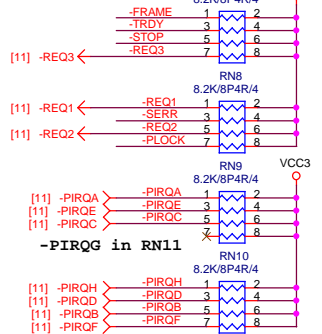 8.2K/8P4R/4
-FRAME 1 2
-TRDY 3 4
-STOP 5 6
[11] -REQ3 -REQ3 7 8
RN8
8.2K/8P4R/4
[11] -REQ1 -REQ1 1 2
-SERR 3 4
[11] -REQ2 -REQ2 5 6
-PLOCK 7 8
RN9
8.2K/8P4R/4
VCC3
[11] -PIRQA -PIRQA 1 2
[11] -PIRQE -PIRQE 3 4
[11] -PIRQC -PIRQC 5 6
7 8
-PIRQG in RN11
RN10
8.2K/8P4R/4
[11] -PIRQH -PIRQH 1 2
[11] -PIRQD -PIRQD 3 4
[11] -PIRQB -PIRQB 5 6
[11] -PIRQF -PIRQF 7 8